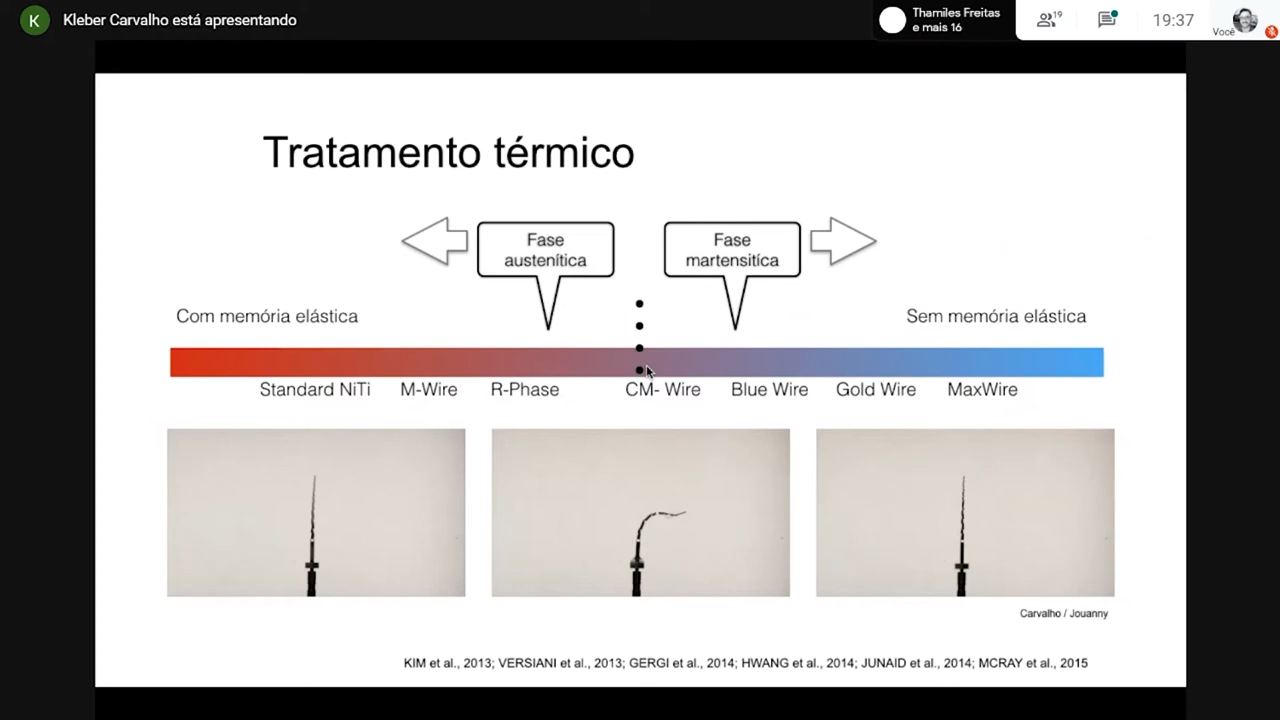 K
Kleber Carvalho está apresentando
Thamiles Freitas
e mais 16
19
19:37
Você
Tratamento térmico
Fase
austenítica
Fase
martensitíca
Com memória elástica
Sem memória elástica
Standard NiTi
M-Wire
R-Phase
CM- Wire
Blue Wire
Gold Wire
MaxWire
Carvalho / Jouanny
KIM et al., 2013; VERSIANI et al., 2013; GERGI et al., 2014; HWANG et al., 2014; JUNAID et al., 2014; MCRAY et al., 2015